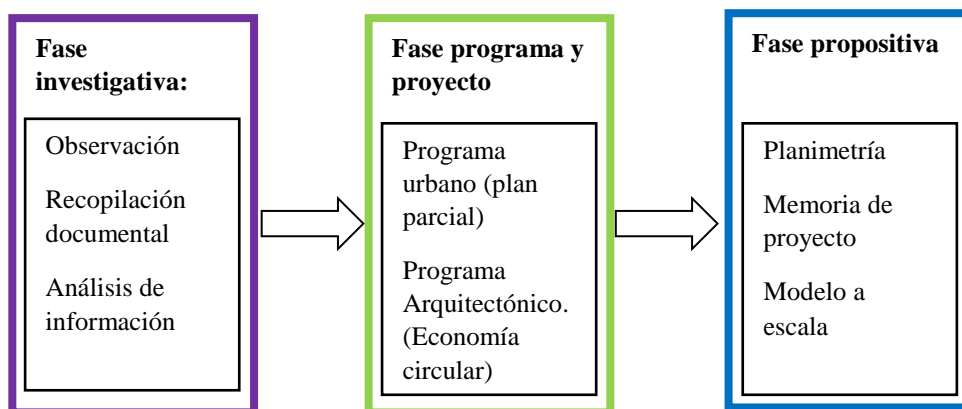 Fase
investigativa:
Observación
Recopilación
documental
Análisis de
información
Fase programa y
proyecto
Programa
urbano (plan
parcial)
Programa
Arquitectónico.
(Economía
circular)
Fase propositiva
Planimetría
Memoria de
proyecto
Modelo a
escala